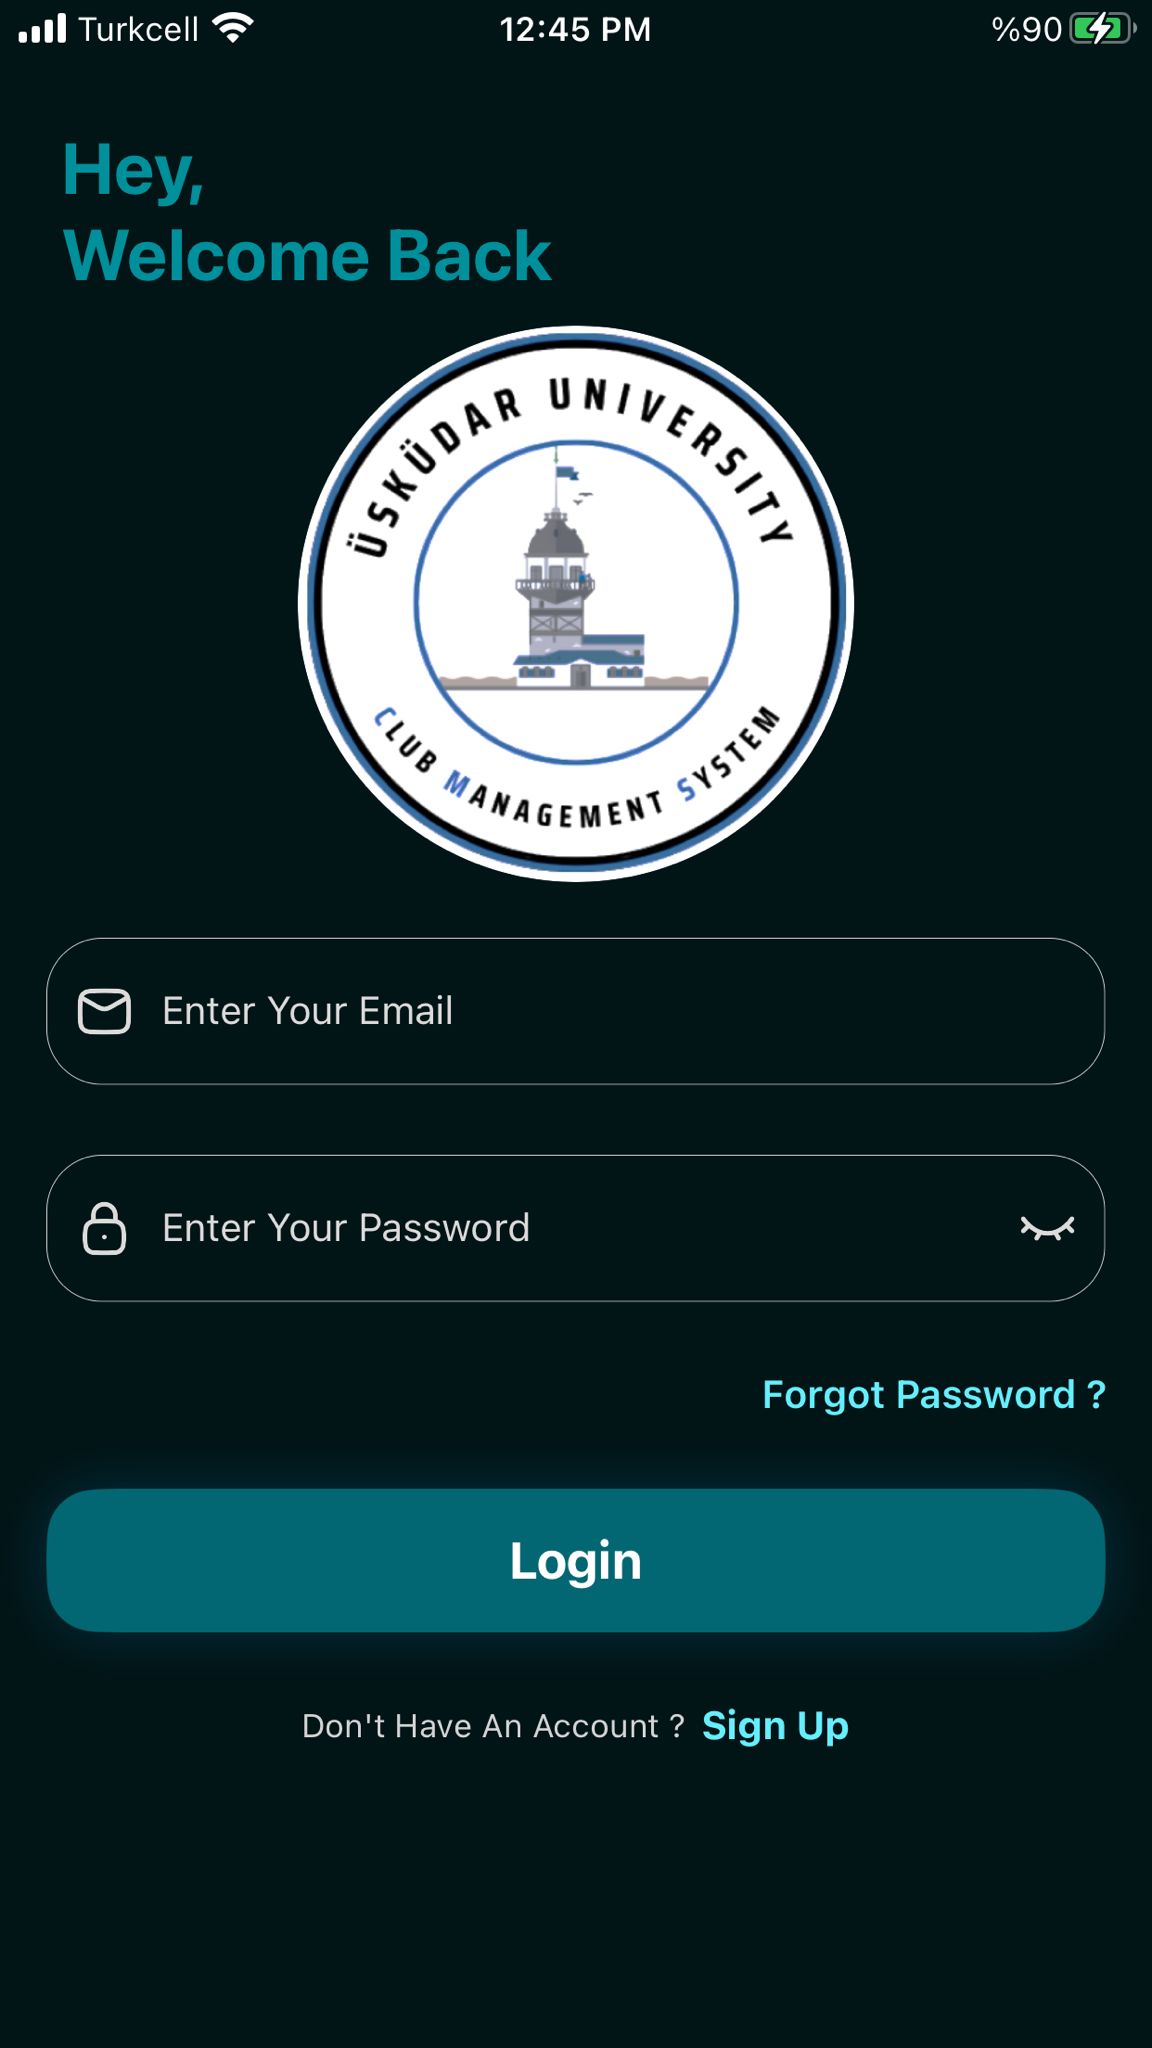 Turkcell 12:45 PM %90
Hey,
Welcome Back
ÜSKÜDAR UNIVERSITY
CLUB MANAGEMENT SYSTEM
Enter Your Email
Enter Your Password
Forgot Password ?
Login
Don't Have An Account ? Sign Up